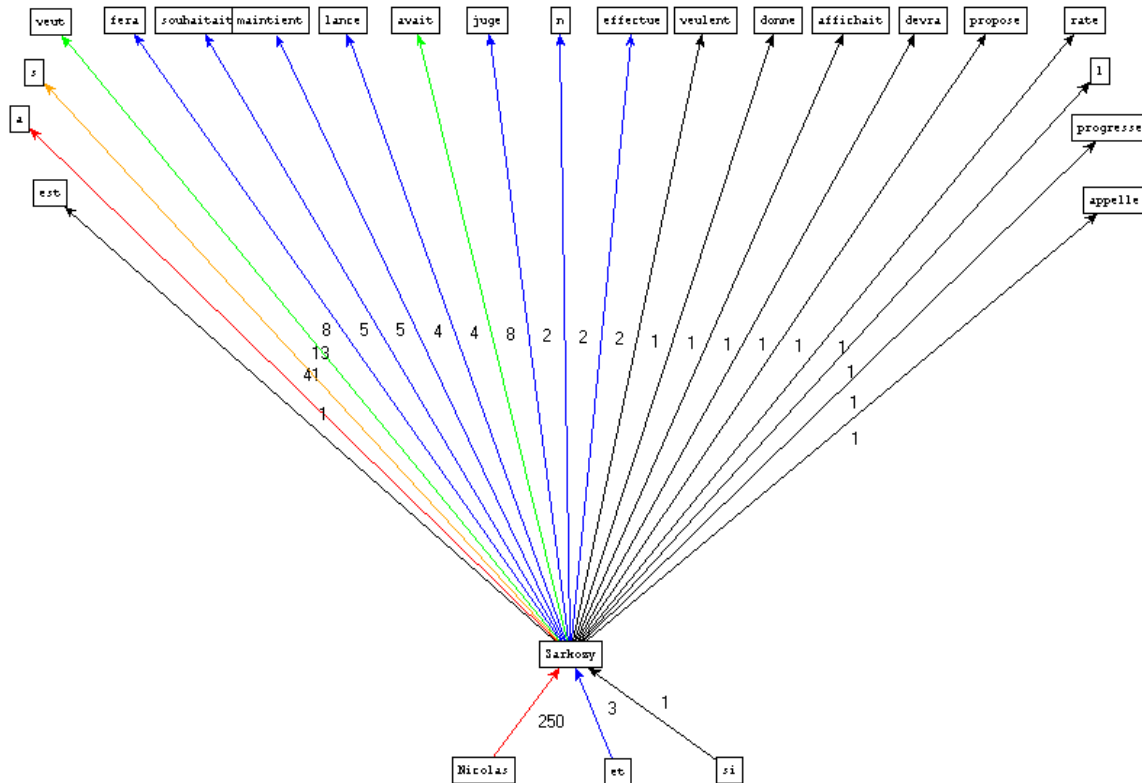 veut fera souhaitait maintient lance avait juge n effectue veulent donne affichait devra propose rate
s l
a progresse
est appelle
8 5 5 4 4 8 2 2 2 1 1 1 1 1 1
13
41 1
1 1
1
Sarkozy
250 3 1
Nicolas et si